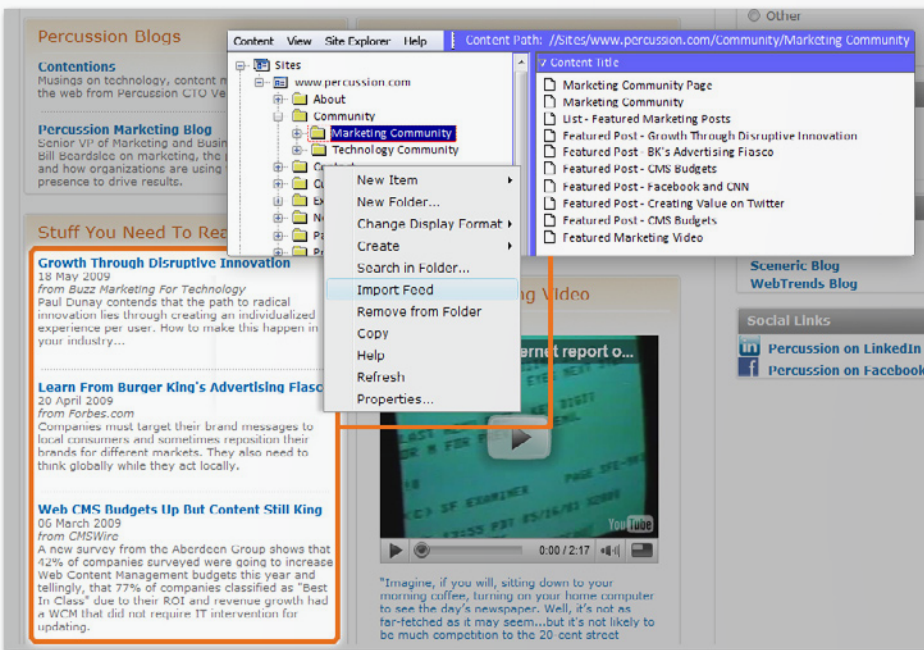 Other
Percussion Blogs
Contentions
Musings on technology, content m
the web from Percussion CTO Ve
Percussion Marketing Blog
Senior VP of Marketing and Busin
Bill Beardslee on marketing, the
and how organizations are using
presence to drive results.
Content View Site Explorer Help
Content Path: //Sites/www.percussion.com/Community/Marketing Community
Sites
www.percussion.com
About
Community
Marketing Community
Technology Community
Content Title
Marketing Community Page
Marketing Community
List - Featured Marketing Posts
Featured Post - Growth Through Disruptive Innovation
Featured Post - BK's Advertising Fiasco
Featured Post - CMS Budgets
Featured Post - Facebook and CNN
Featured Post - Creating Value on Twitter
Featured Post - CMS Budgets
Featured Marketing Video
New Item
New Folder...
Change Display Format
Create
Search in Folder...
Import Feed
Remove from Folder
Copy
Help
Refresh
Properties...
Stuff You Need To Rea
Growth Through Disruptive Innovation
18 May 2009
from Buzz Marketing For Technology
Paul Dunay contends that the path to radical
innovation lies through creating an individualized
experience per user. How to make this happen in
your industry...
Learn From Burger King's Advertising Fiasc
20 April 2009
from Forbes.com
Companies must target their brand messages to
local consumers and sometimes reposition their
brands for different markets. They also need to
think globally while they act locally.
Web CMS Budgets Up But Content Still King
06 March 2009
from CMSWire
A new survey from the Aberdeen Group shows that
42% of companies surveyed were going to increase
Web Content Management budgets this year and
tellingly, that 77% of companies classified as "Best
In Class" due to their ROI and revenue growth had
a WCM that did not require IT intervention for
updating.
ng Video
ernet report o...
PAGE
(C) SF EXAMINER
YouTube
0:00 / 2:17
"Imagine, if you will, sitting down to your
morning coffee, turning on your home computer
to see the day's newspaper. Well, it's not as
far-fetched as it may seem...but it's not likely to
be much competition to the 20-cent street
Sceneric Blog
WebTrends Blog
Social Links
Percussion on LinkedIn
Percussion on Facebook